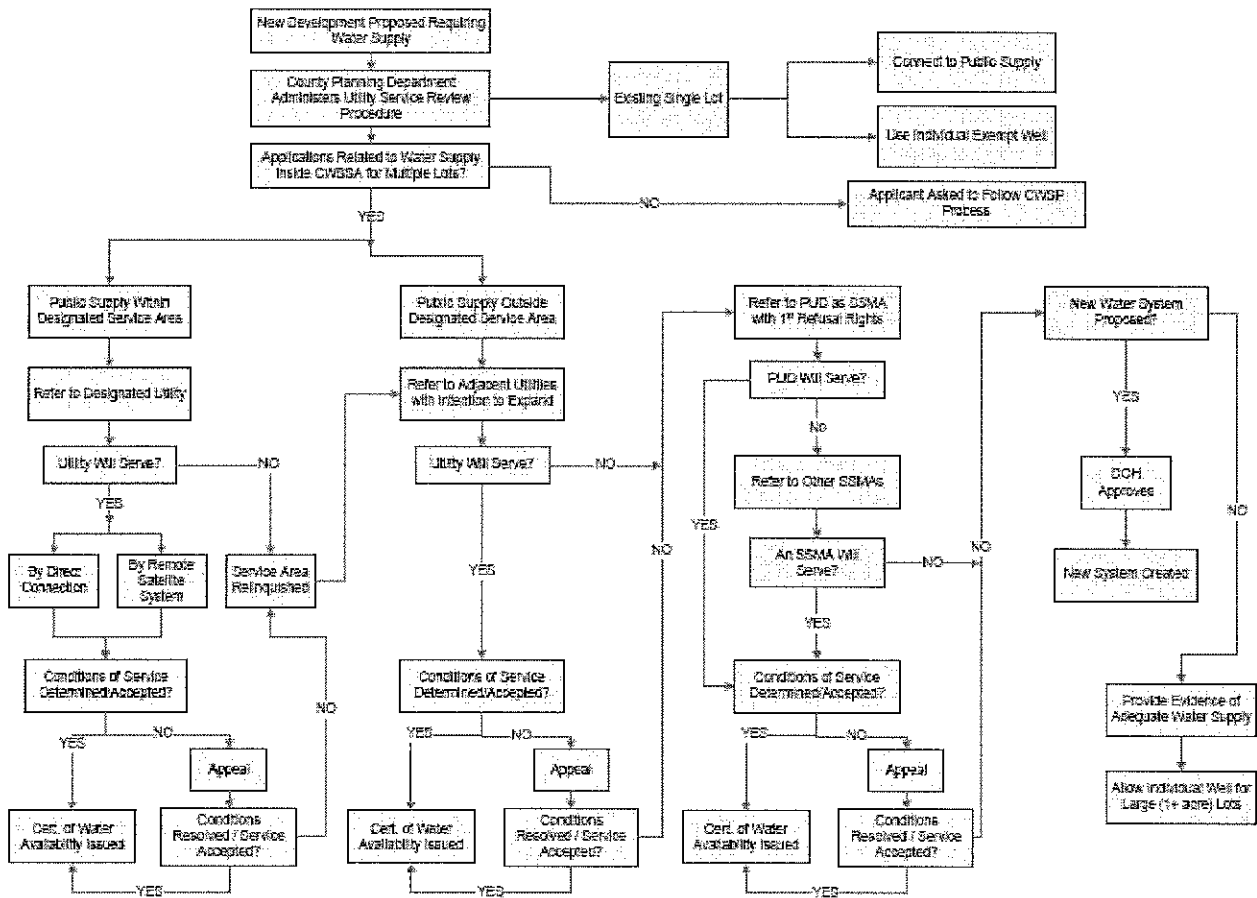 New Development Proposed Requiring
Water Supply
County Planning Department
Administers Utility Service Review
Procedure
Existing Single Lot
Connect to Public Supply
Use Individual Exempt Well
Applications Related to Water Supply
Inside CWSSA for Multiple Lots?
NO
Applicant Asked to Follow CWSP
Process
YES
Public Supply Within
Designated Service Area
Public Supply Outside
Designated Service Area
Refer to PUD as SSMA
with 1st Refusal Rights
New Water System
Proposed?
Refer to Designated Utility
Refer to Adjacent Utilities
with Intention to Expand
PUD Will Serve?
YES
No
Utility Will Serve?
NO
Utility Will Serve?
NO
Refer to Other SSMAs
DOH
Approves
NO
YES
YES
YES
NO
NO
By Direct
Connection
By Remote
Satellite
System
Service Area
Relinquished
An SSMA Will
Serve?
NO
New System Created
YES
Conditions of Service
Determined/Accepted?
Conditions of Service
Determined/Accepted?
Conditions of Service
Determined/Accepted?
NO
Provide Evidence of
Adequate Water Supply
YES
NO
YES
NO
YES
NO
Appeal
Appeal
Appeal
Allow Individual Well for
Large (1+ acre) Lots
Cert. of Water
Availability Issued
Conditions
Resolved / Service
Accepted?
Cert. of Water
Availability Issued
Conditions
Resolved / Service
Accepted?
Cert. of Water
Availability Issued
Conditions
Resolved / Service
Accepted?
YES
YES
YES